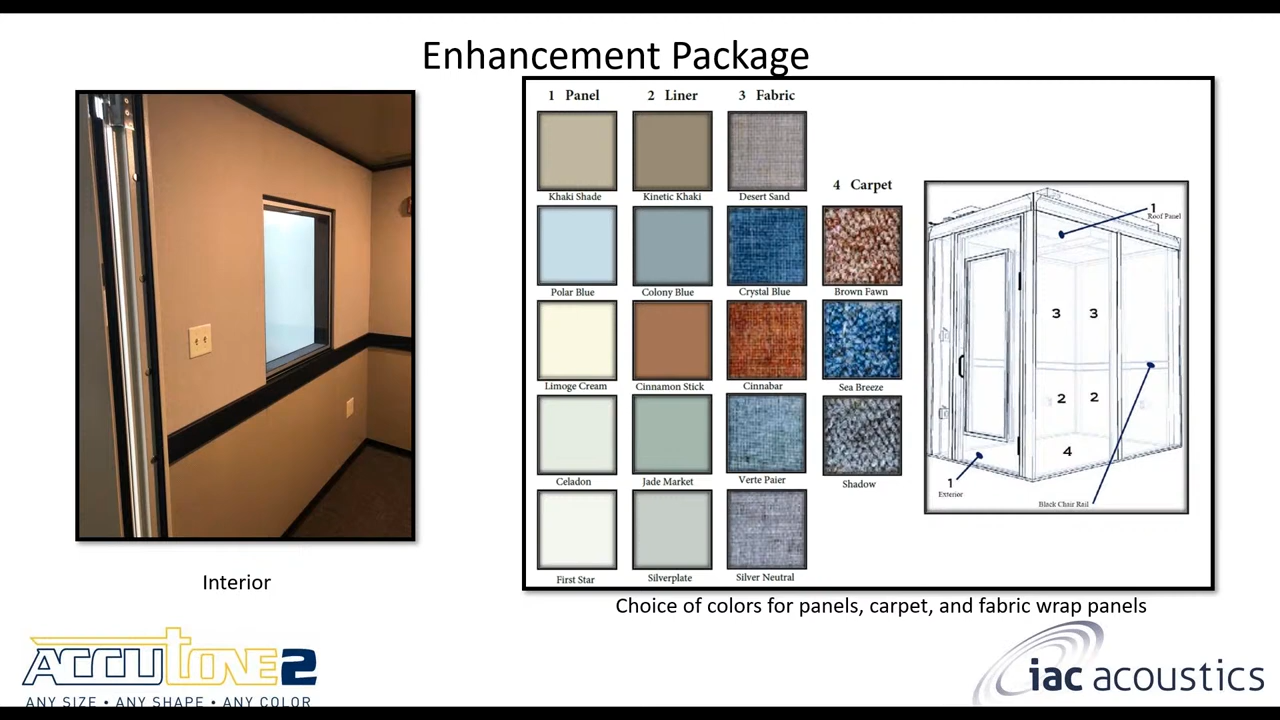 Enhancement Package
1 Panel
2 Liner
3 Fabric
Khaki Shade
Kinetic Khaki
Desert Sand
4 Carpet
Polar Blue
Colony Blue
Crystal Blue
Brown Fawn
Limoge Cream
Cinnamon Stick
Cinnabar
Sea Breeze
Celadon
Jade Market
Verte Paier
Shadow
First Star
Silverplate
Silver Neutral
1
Roof Panel
3 3
2 2
4
1
Exterior
Black Chair Rail
Interior
Choice of colors for panels, carpet, and fabric wrap panels
ACCUtONE2
ANY SIZE • ANY SHAPE • ANY COLOR
iac acoustics